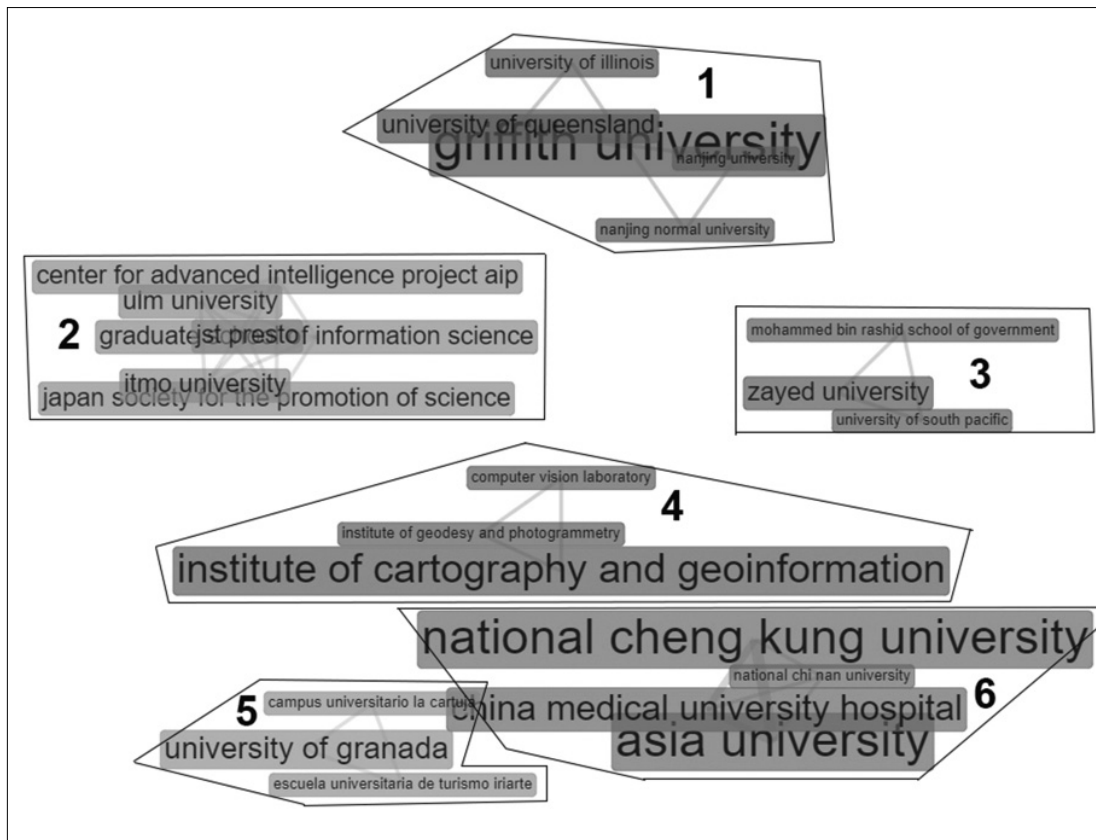 university of illinois
1
university of queensland
griffith university
nanjing university
nanjing normal university
center for advanced intelligence project aip
ulm university
2
graduate school of information science
jst presto
itmo university
japan society for the promotion of science
mohammed bin rashid school of government
3
zayed university
university of south pacific
computer vision laboratory
4
institute of geodesy and photogrammetry
institute of cartography and geoinformation
national cheng kung university
national chi nan university
6
china medical university hospital
asia university
5
campus universitario la cartuja
university of granada
escuela universitaria de turismo iriarte